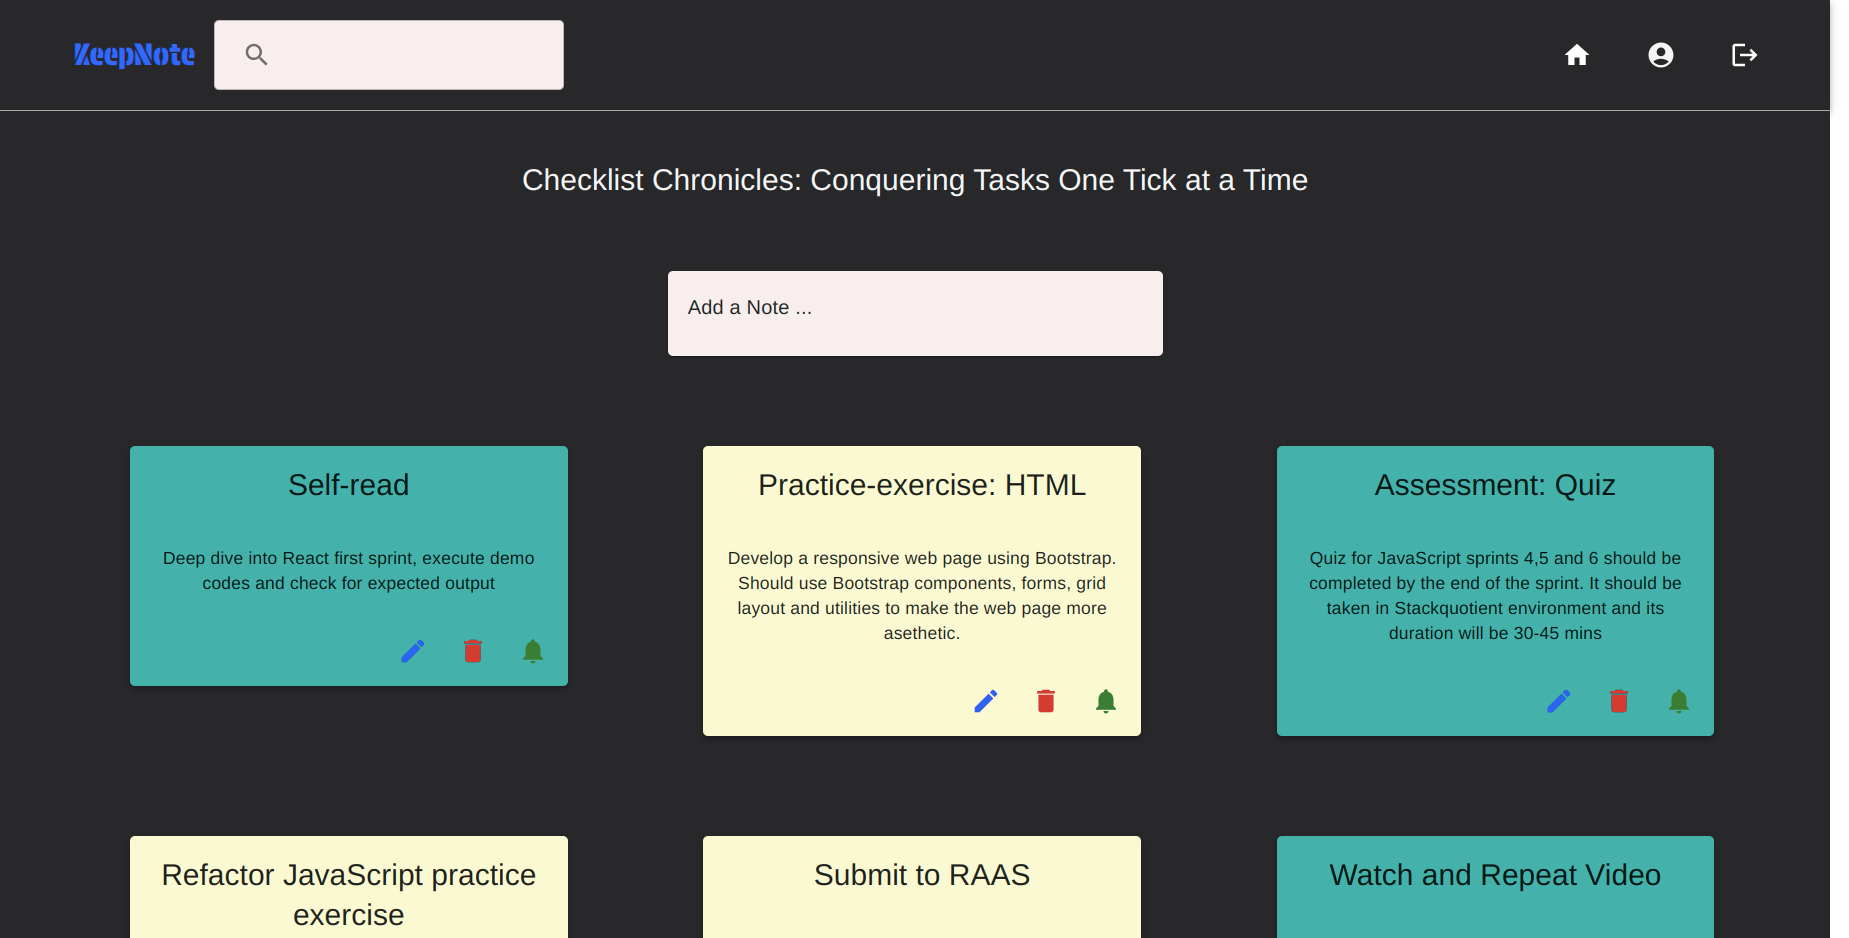 KeepNote
Checklist Chronicles: Conquering Tasks One Tick at a Time
Add a Note ...
Self-read
Deep dive into React first sprint, execute demo
codes and check for expected output
Practice-exercise: HTML
Develop a responsive web page using Bootstrap.
Should use Bootstrap components, forms, grid
layout and utilities to make the web page more
asethetic.
Assessment: Quiz
Quiz for JavaScript sprints 4,5 and 6 should be
completed by the end of the sprint. It should be
taken in Stackquotient environment and its
duration will be 30-45 mins
Refactor JavaScript practice
exercise
Submit to RAAS
Watch and Repeat Video